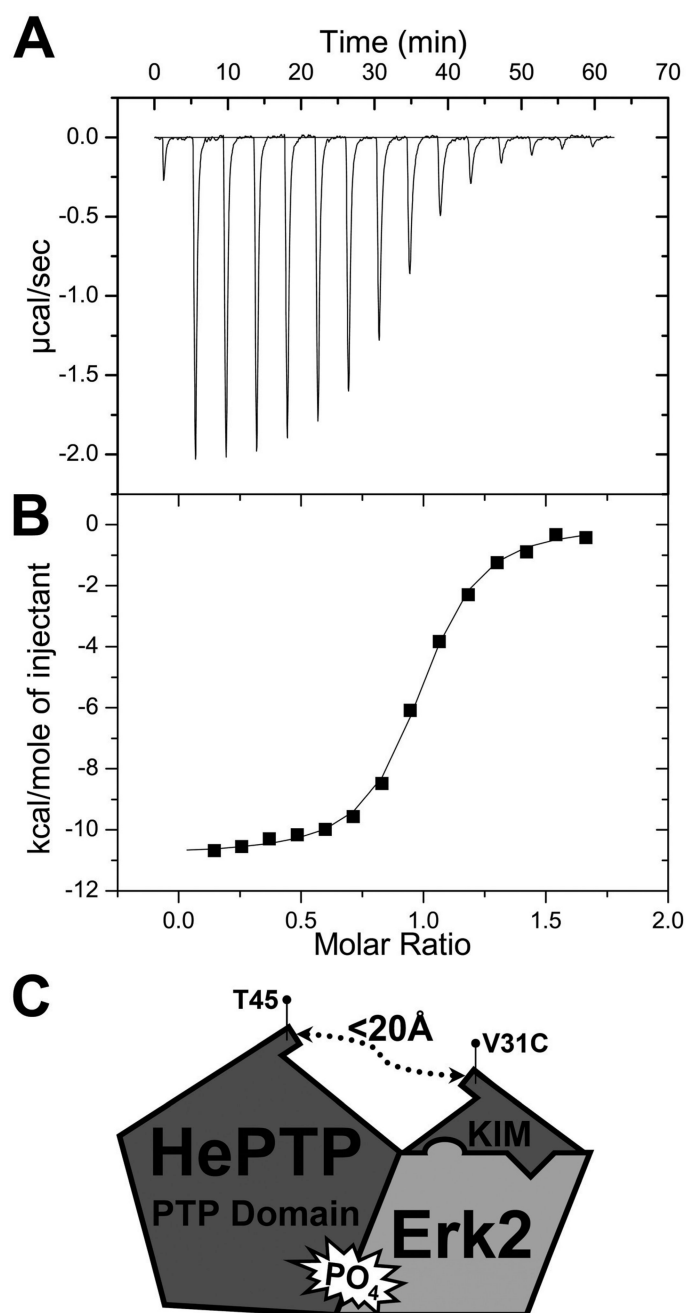 A
Time (min)
0 10 20 30 40 50 60 70
0.0
-0.5
-1.0
-1.5
-2.0
µcal/sec
B
0
-2
-4
-6
-8
-10
-12
kcal/mole of injectant
0.0 0.5 1.0 1.5 2.0
Molar Ratio
C
T45
<20Å
V31C
HePTP
PTP Domain
KIM
Erk2
PO4